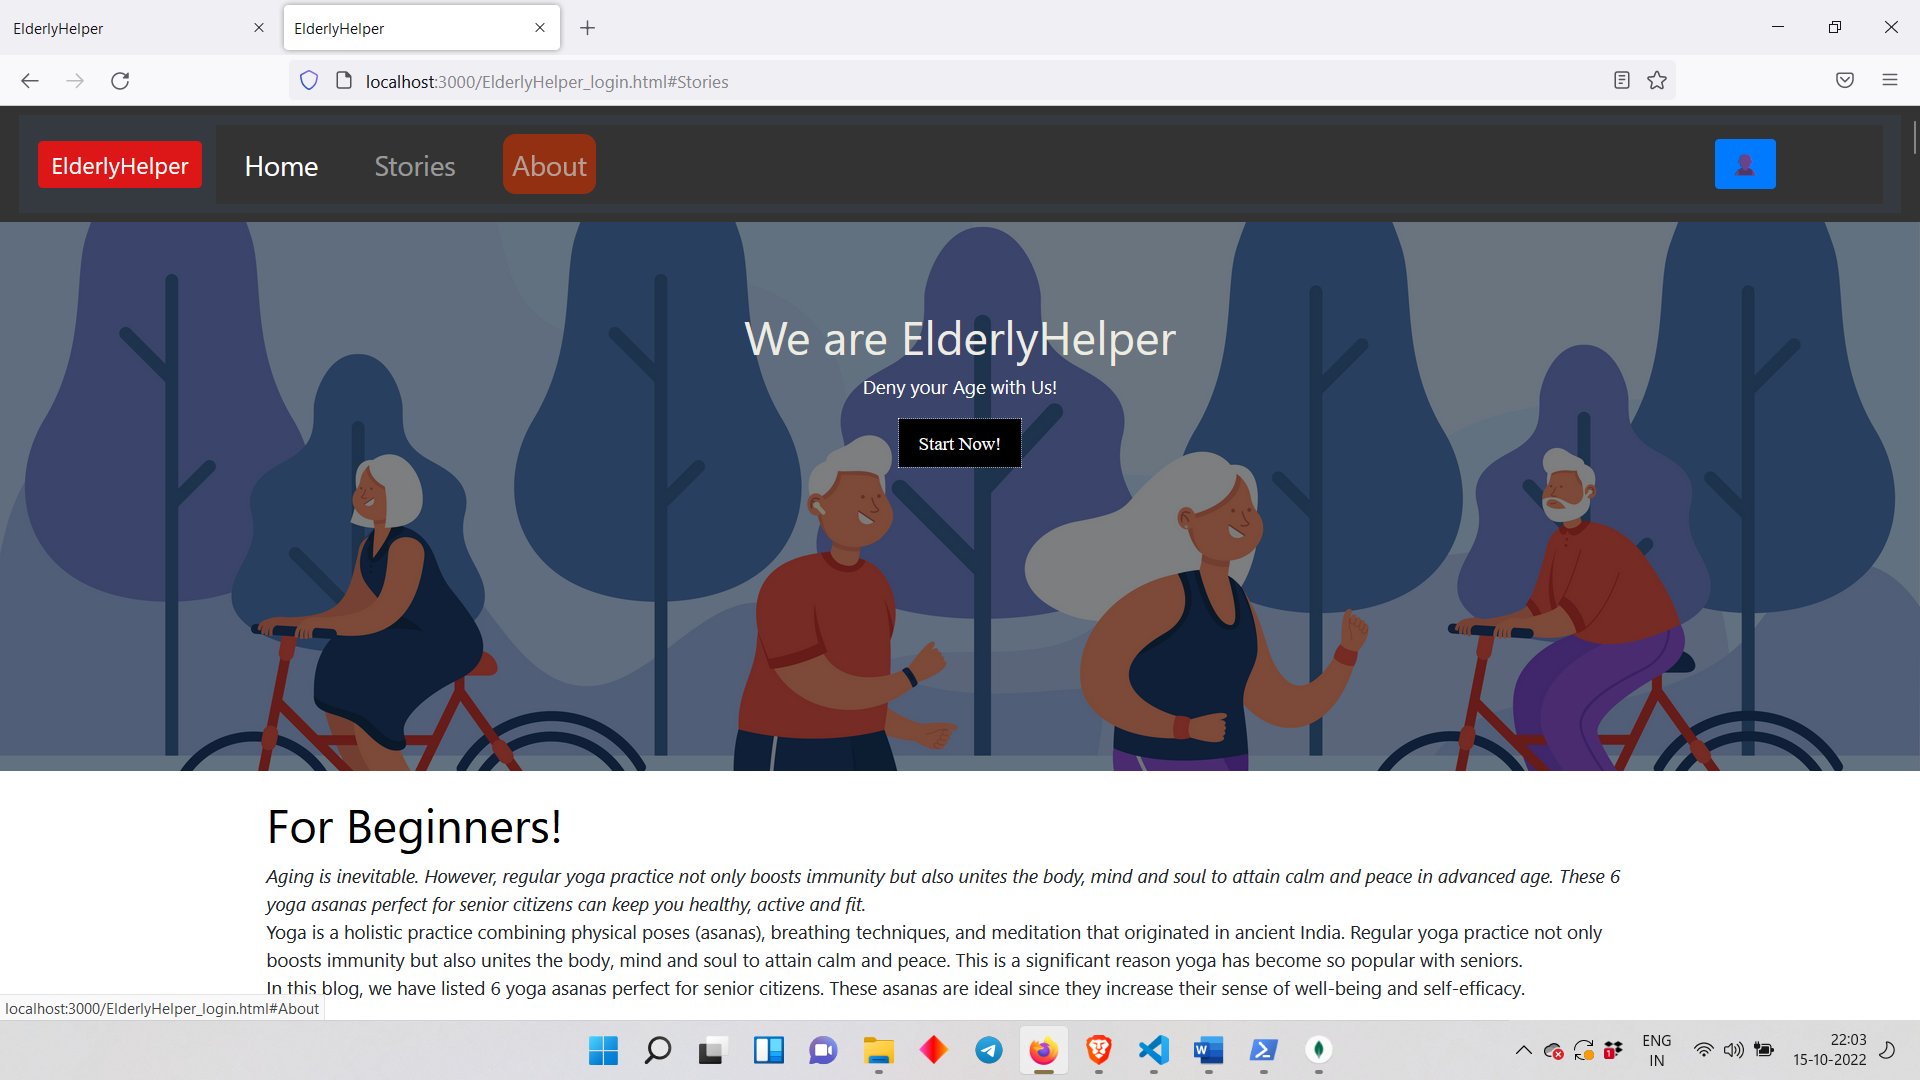 ElderlyHelper
ElderlyHelper
localhost:3000/ElderlyHelper_login.html#Stories
ElderlyHelper Home Stories About
We are ElderlyHelper
Deny your Age with Us!
Start Now!
For Beginners!
Aging is inevitable. However, regular yoga practice not only boosts immunity but also unites the body, mind and soul to attain calm and peace in advanced age. These 6
yoga asanas perfect for senior citizens can keep you healthy, active and fit.
Yoga is a holistic practice combining physical poses (asanas), breathing techniques, and meditation that originated in ancient India. Regular yoga practice not only
boosts immunity but also unites the body, mind and soul to attain calm and peace. This is a significant reason yoga has become so popular with seniors.
In this blog, we have listed 6 yoga asanas perfect for senior citizens. These asanas are ideal since they increase their sense of well-being and self-efficacy.
localhost:3000/ElderlyHelper_login.html#About
W
1
ENG
IN
22:03
15-10-2022